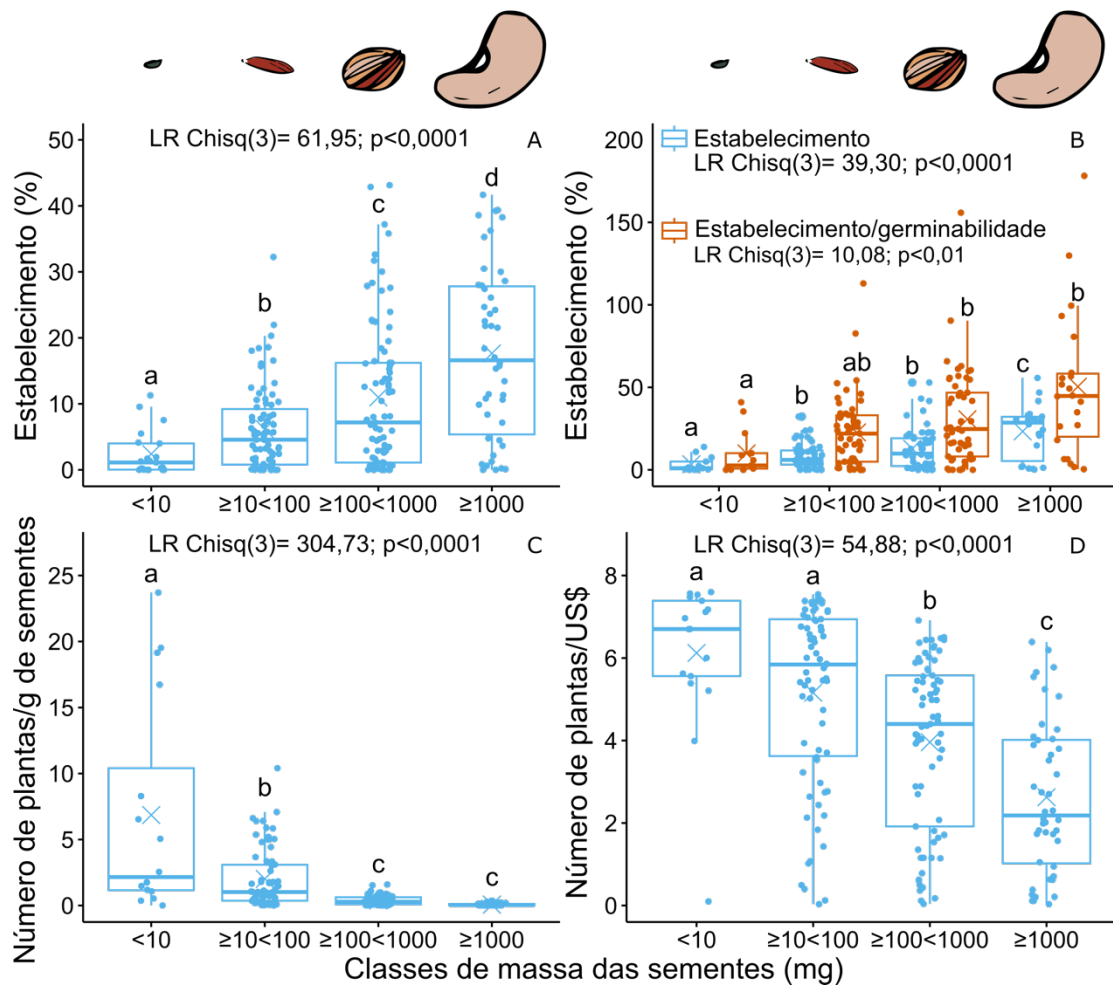 LR Chisq(3)= 61,95; p<0,0001
A
Estabelecimento (%)
50
40
30
20
10
0
a
b
c
d
<10
≥10<100
≥100<1000
≥1000
B
Estabelecimento
LR Chisq(3)= 39,30; p<0,0001
Estabelecimento/germinabilidade
LR Chisq(3)= 10,08; p<0,01
Estabelecimento (%)
200
150
100
50
0
a
a
b
ab
b
b
c
b
<10
≥10<100
≥100<1000
≥1000
LR Chisq(3)= 304,73; p<0,0001
C
Número de plantas/g de sementes
25
20
15
10
5
0
a
b
c
c
<10
≥10<100
≥100<1000
≥1000
LR Chisq(3)= 54,88; p<0,0001
D
Número de plantas/US$
8
6
4
2
0
a
a
b
c
<10
≥10<100
≥100<1000
≥1000
Classes de massa das sementes (mg)